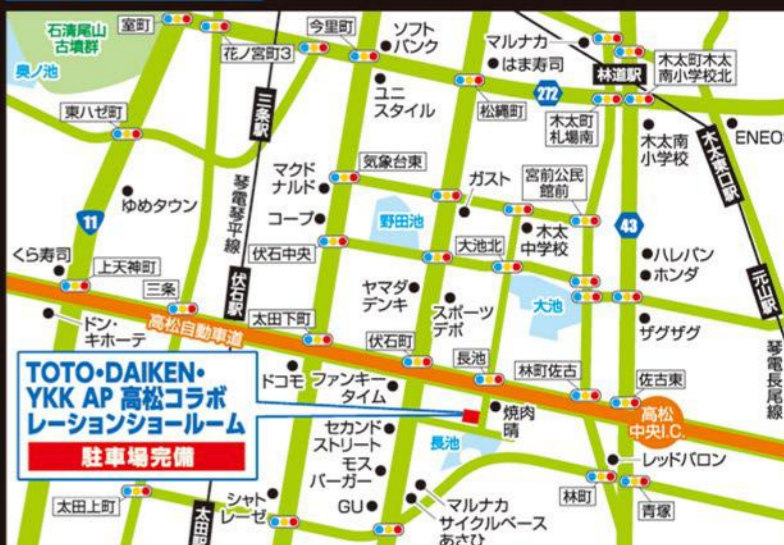 石清尾山
古墳群
奥ノ池
室町
花ノ宮町3
今里町
ソフト
バンク
マルナカ
はま寿司
林道駅
木太町木太
南小学校北
272
三条駅
ユニ
スタイル
松縄町
木太町
札場南
木太南
小学校
木太東口駅
ENEOS
東ハゼ町
マクド
ナルド
気象台東
ガスト
宮前公民
館前
ゆめタウン
11
琴電琴平線
コープ
野田池
木太
中学校
43
伏石中央
大池北
ハレパン
ホンダ
くら寿司
上天神町
三条
伏石駅
ヤマダ
デンキ
スポーツ
デポ
大池
元山駅
太田下町
伏石町
ザグザグ
ドン・
キホーテ
高松自動車道
長池
林町佐古
佐古東
琴電長尾線
TOTO・DAIKEN・
YKK AP 高松コラボ
レーションショールーム
駐車場完備
ドコモ
ファンキー
タイム
焼肉
晴
高松
中央I.C.
セカンド
ストリート
長池
モス
バーガー
レッドバロン
太田上町
太田駅
シャト
レーゼ
GU
マルナカ
サイクルベース
あさひ
林町
青塚